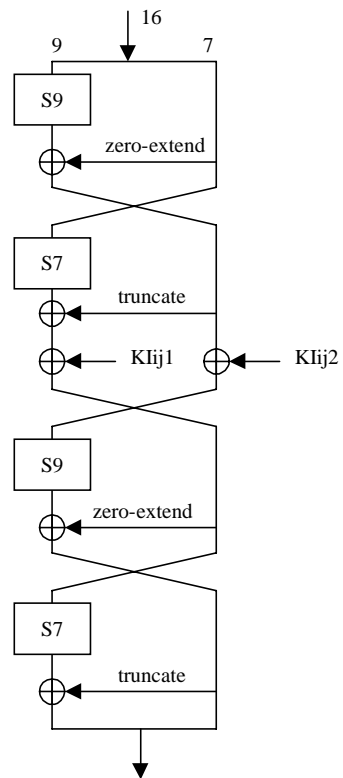 16
9 7
S9
zero-extend
S7
truncate
KIij1 KIij2
S9
zero-extend
S7
truncate